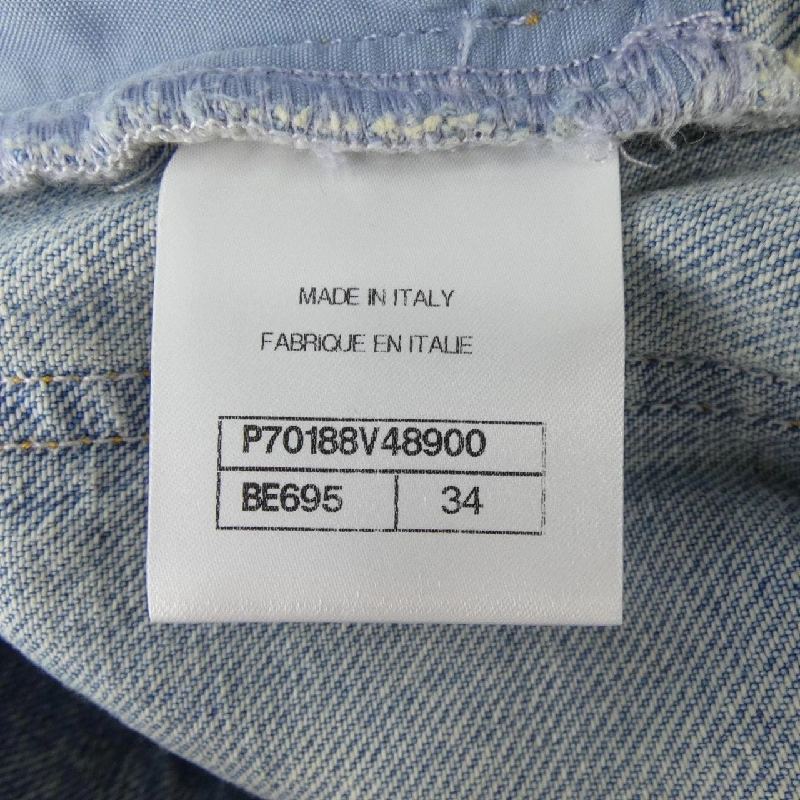 MADE IN ITALY
FABRIQUE EN ITALIE
P70188V48900
BE695 34